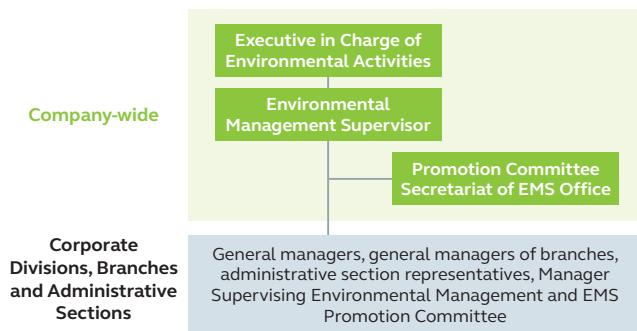 Executive in Charge of
Environmental Activities
Company-wide
Environmental
Management Supervisor
Promotion Committee
Secretariat of EMS Office
Corporate
Divisions, Branches
and Administrative
Sections
General managers, general managers of branches,
administrative section representatives, Manager
Supervising Environmental Management and EMS
Promotion Committee